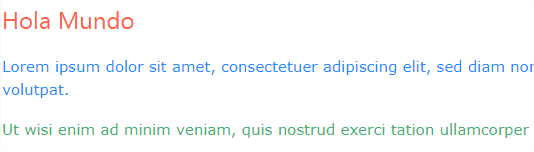 Hola Mundo
Lorem ipsum dolor sit amet, consectetuer adipiscing elit, sed diam
volutpat.
Ut wisi enim ad minim veniam, quis nostrud exerci tation ullamcorper